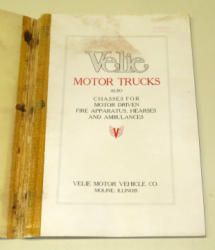 Velie
MOTOR TRUCKS
ALSO
CHASSES FOR
MOTOR DRIVEN
FIRE APPARATUS, HEARSES
AND AMBULANCES
V
VELIE MOTOR VEHICLE CO.
MOLINE, ILLINOIS